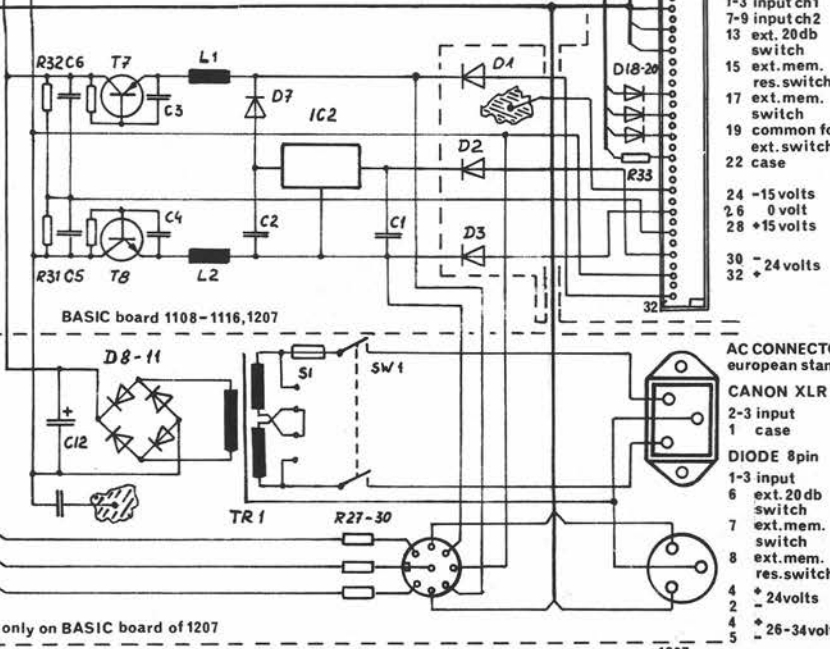 1-3 input ch1
7-9 input ch2
13 ext. 20db
switch
15 ext.mem.
res.switch
17 ext.mem.
switch
19 common fo
ext.switch
22 case
24 -15 volts
26 0 volt
28 +15 volts
30 -
24 volts
32 +
R32 C6 T7 L1
C3 D7 IC2
D1 D18-20
D2 R33
C4 C2 C1 D3
R31 C5 T8 L2
32
BASIC board 1108-1116,1207
D8-11 S1 SW1
+
C12
TR1 R27-30
AC CONNECTO
european stan
CANON XLR
2-3 input
1 case
DIODE 8pin
1-3 input
6 ext. 20db
switch
7 ext.mem.
switch
8 ext.mem.
res.switch
4 +
24volts
2 -
4 +
26-34vol
5 -
only on BASIC board of 1207